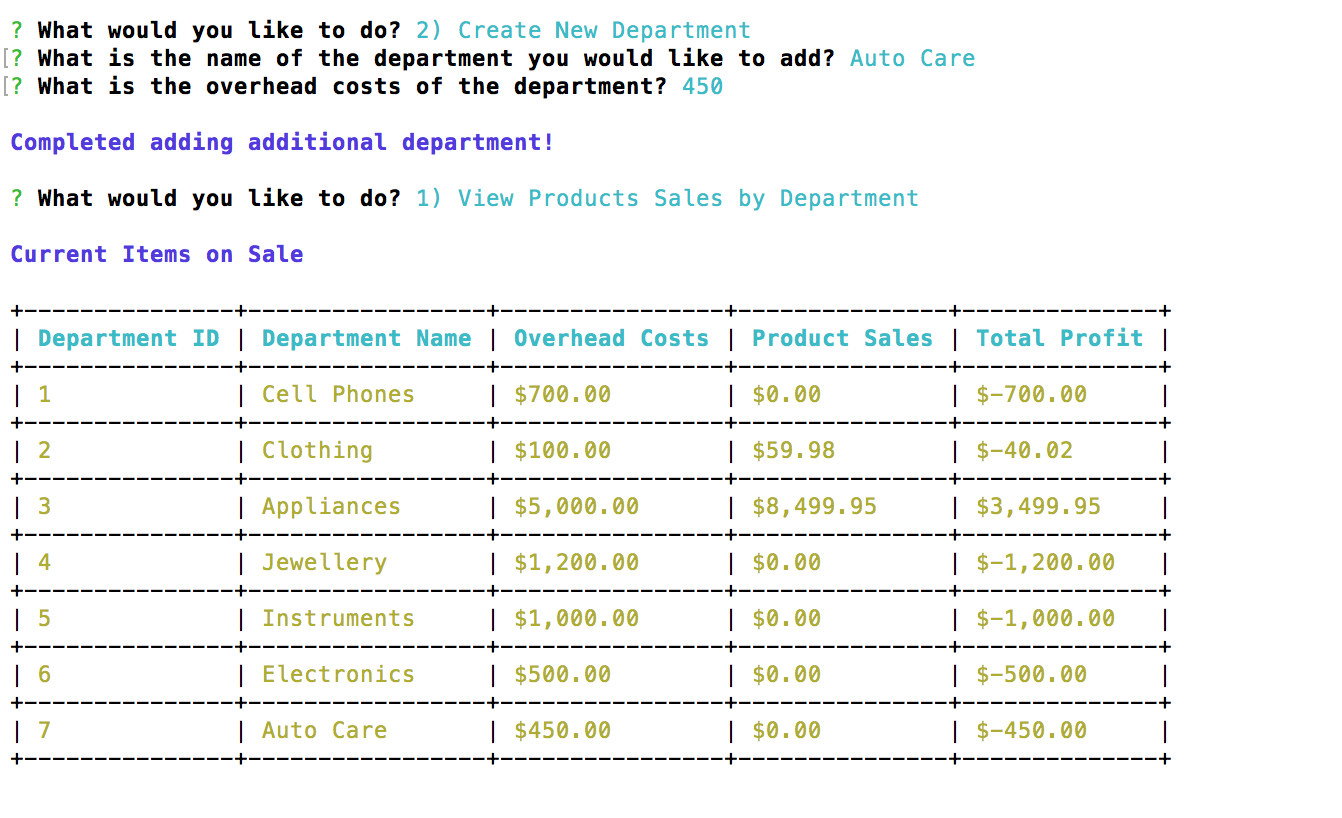 ? What would you like to do? 2) Create New Department
[? What is the name of the department you would like to add? Auto Care
[? What is the overhead costs of the department? 450
Completed adding additional department!
? What would you like to do? 1) View Products Sales by Department
Current Items on Sale
+---------------+-----------------+----------------+---------------+--------------+
| Department ID | Department Name | Overhead Costs | Product Sales | Total Profit |
+---------------+-----------------+----------------+---------------+--------------+
| 1             | Cell Phones     | $700.00        | $0.00         | $-700.00     |
+---------------+-----------------+----------------+---------------+--------------+
| 2             | Clothing        | $100.00        | $59.98        | $-40.02      |
+---------------+-----------------+----------------+---------------+--------------+
| 3             | Appliances      | $5,000.00      | $8,499.95     | $3,499.95    |
+---------------+-----------------+----------------+---------------+--------------+
| 4             | Jewellery       | $1,200.00      | $0.00         | $-1,200.00   |
+---------------+-----------------+----------------+---------------+--------------+
| 5             | Instruments     | $1,000.00      | $0.00         | $-1,000.00   |
+---------------+-----------------+----------------+---------------+--------------+
| 6             | Electronics     | $500.00        | $0.00         | $-500.00     |
+---------------+-----------------+----------------+---------------+--------------+
| 7             | Auto Care       | $450.00        | $0.00         | $-450.00     |
+---------------+-----------------+----------------+---------------+--------------+